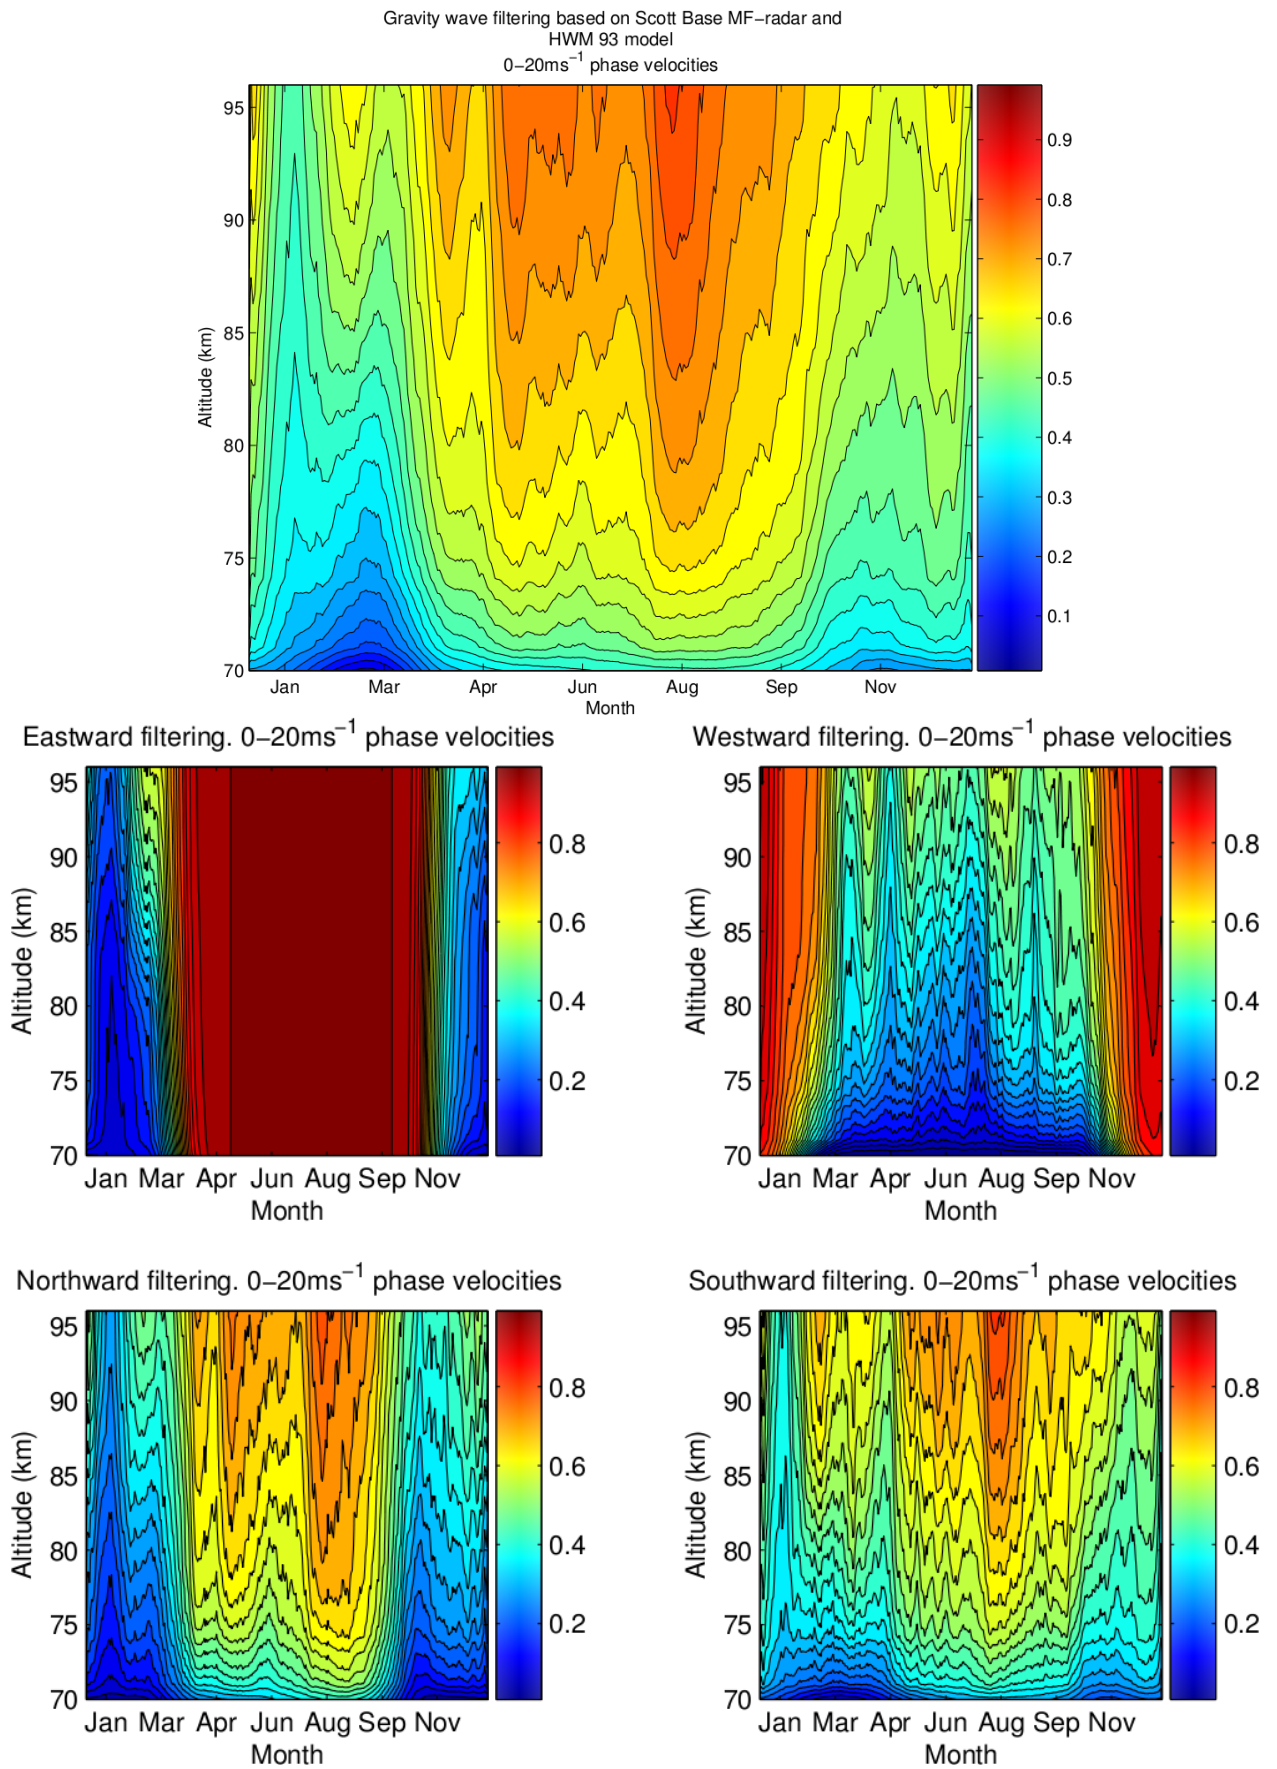 Gravity wave filtering based on Scott Base MF−radar and
HWM 93 model
0−20ms−1 phase velocities
95
90
85
80
75
70
Altitude (km)
Jan Mar Apr Jun Aug Sep Nov
Month
0.9
0.8
0.7
0.6
0.5
0.4
0.3
0.2
0.1
Eastward filtering. 0−20ms−1 phase velocities
95
90
85
80
75
70
Altitude (km)
Jan Mar Apr Jun Aug Sep Nov
Month
0.8
0.6
0.4
0.2
Westward filtering. 0−20ms−1 phase velocities
95
90
85
80
75
70
Altitude (km)
Jan Mar Apr Jun Aug Sep Nov
Month
0.8
0.6
0.4
0.2
Northward filtering. 0−20ms−1 phase velocities
95
90
85
80
75
70
Altitude (km)
Jan Mar Apr Jun Aug Sep Nov
Month
0.8
0.6
0.4
0.2
Southward filtering. 0−20ms−1 phase velocities
95
90
85
80
75
70
Altitude (km)
Jan Mar Apr Jun Aug Sep Nov
Month
0.8
0.6
0.4
0.2